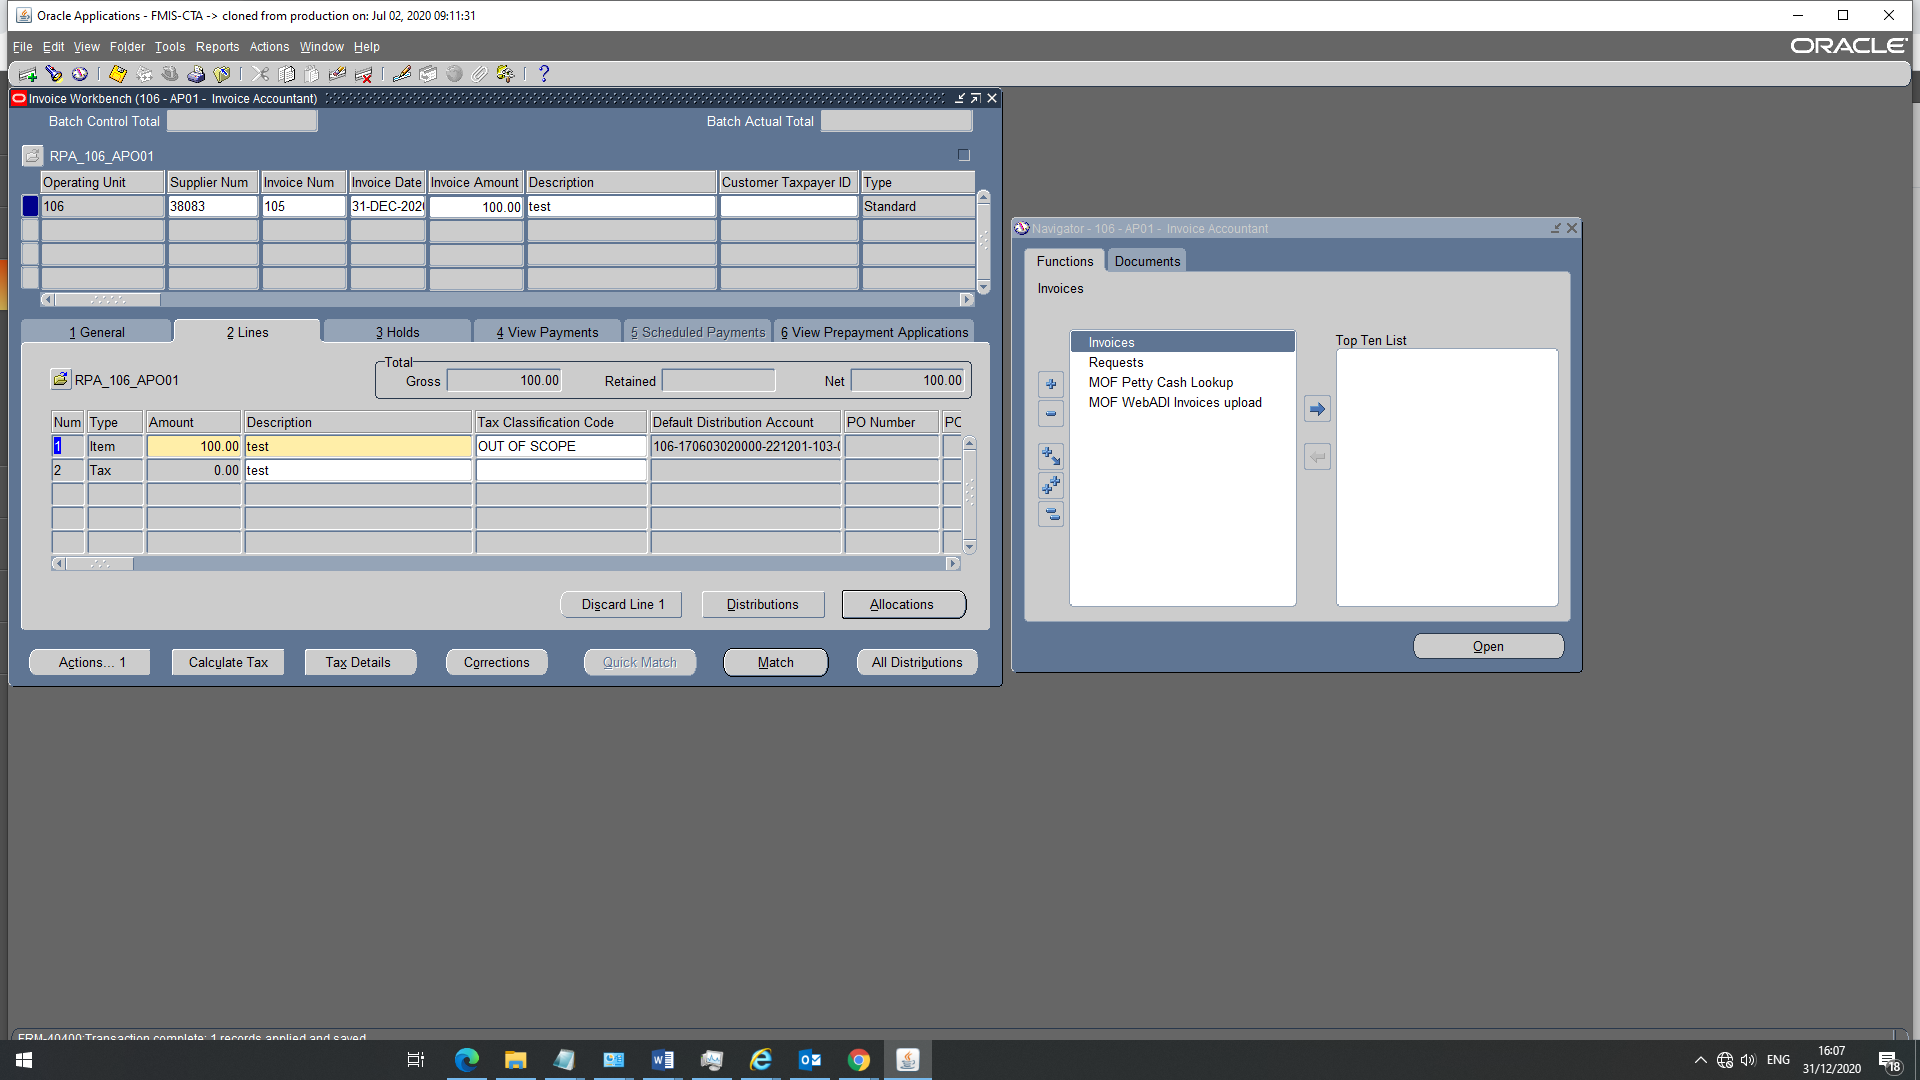 Oracle Applications - FMIS-CTA -> cloned from production on: Jul 02, 2020 09:11:31
File Edit View Folder Tools Reports Actions Window Help
ORACLE
Invoice Workbench (106 - AP01 - Invoice Accountant)
Batch Control Total
Batch Actual Total
RPA_106_APO01
Operating Unit Supplier Num Invoice Num Invoice Date Invoice Amount Description Customer Taxpayer ID Type
106 38083 105 31-DEC-202 100.00 test Standard
1 General 2 Lines 3 Holds 4 View Payments 5 Scheduled Payments 6 View Prepayment Applications
Total
RPA_106_APO01
Gross 100.00 Retained Net 100.00
Num Type Amount Description Tax Classification Code Default Distribution Account PO Number PO
1 Item 100.00 test OUT OF SCOPE 106-170603020000-221201-103-
2 Tax 0.00 test
Discard Line 1 Distributions Allocations
Actions... 1 Calculate Tax Tax Details Corrections Quick Match Match All Distributions
Navigator - 106 - AP01 - Invoice Accountant
Functions Documents
Invoices
Top Ten List
Invoices
Requests
MOF Petty Cash Lookup
MOF WebADI Invoices upload
Open
FRM-40400:Transaction complete: 1 records applied and saved
ENG
16:07
31/12/2020
18